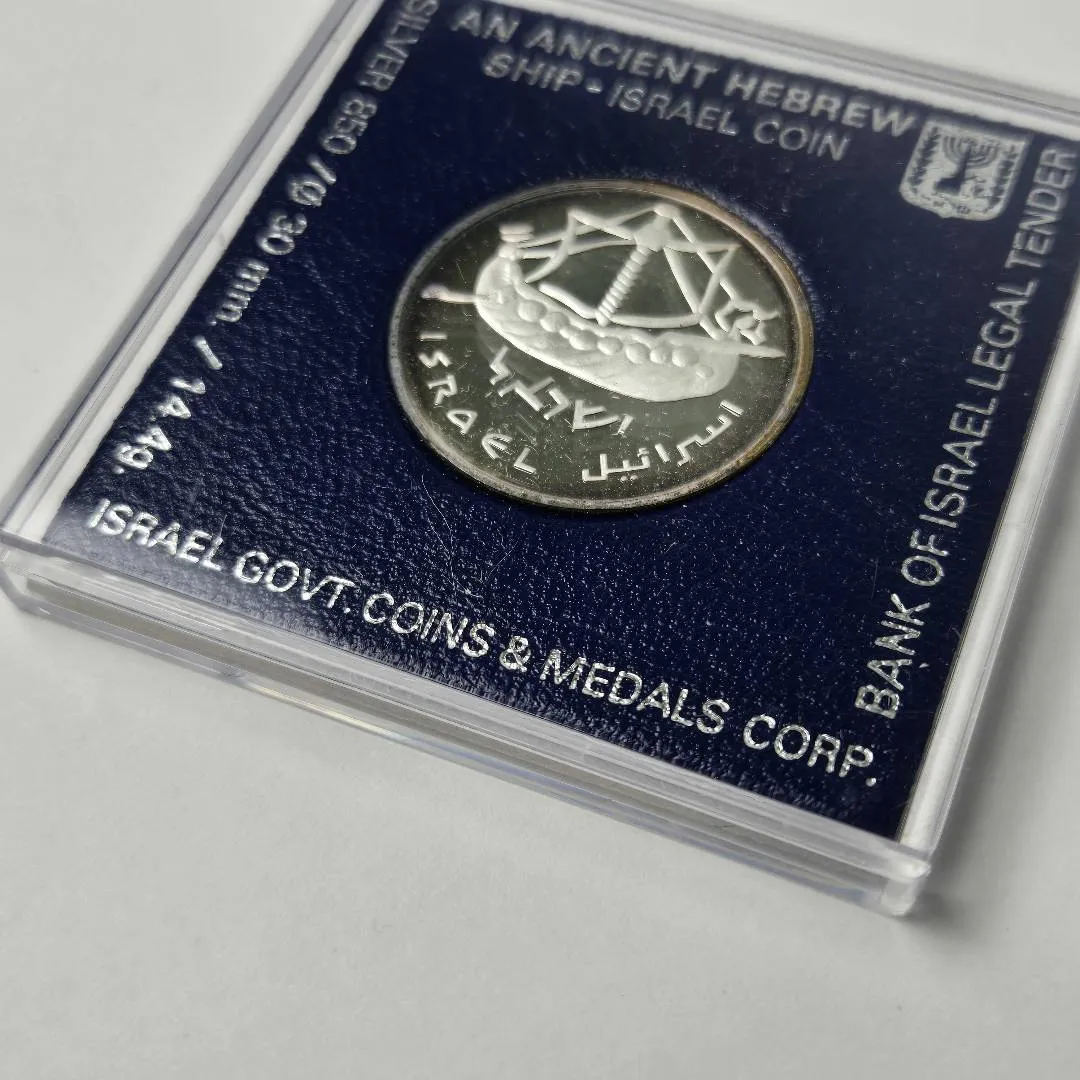 AN ANCIENT HEBREW
SHIP - ISRAEL COIN
SILVER 850 / Ø 30 mm. / 14.4g.
BANK OF ISRAEL LEGAL TENDER
ישראל
ISRAEL
اسرائيل
ISRAEL GOVT. COINS & MEDALS CORP.